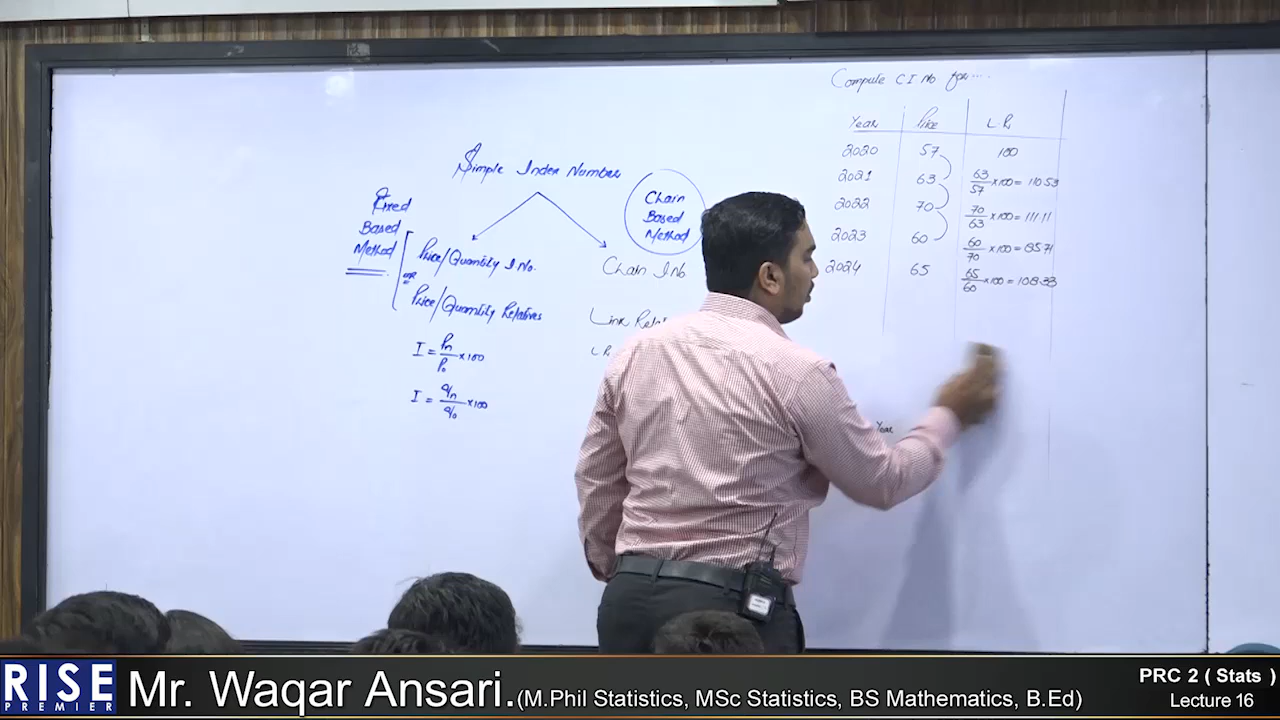 Compute C I No for....
Year Price L.R
2020 57 100
2021 63 63/57 x100 = 110.53
2022 70 70/63 x100 = 111.11
2023 60 60/70 x100 = 85.71
2024 65 65/60 x100 = 108.33
Simple Index Number
Fixed
Based
Method
Chain
Based
Method
Price/Quantity I.No.
or
Price/Quantity Relatives
Chain I.No
Link
L.R
I = Pn/Po x100
I = qn/qo x100
Year
RISE
PREMIER
Mr. Waqar Ansari.(M.Phil Statistics, MSc Statistics, BS Mathematics, B.Ed)
PRC 2 ( Stats )
Lecture 16